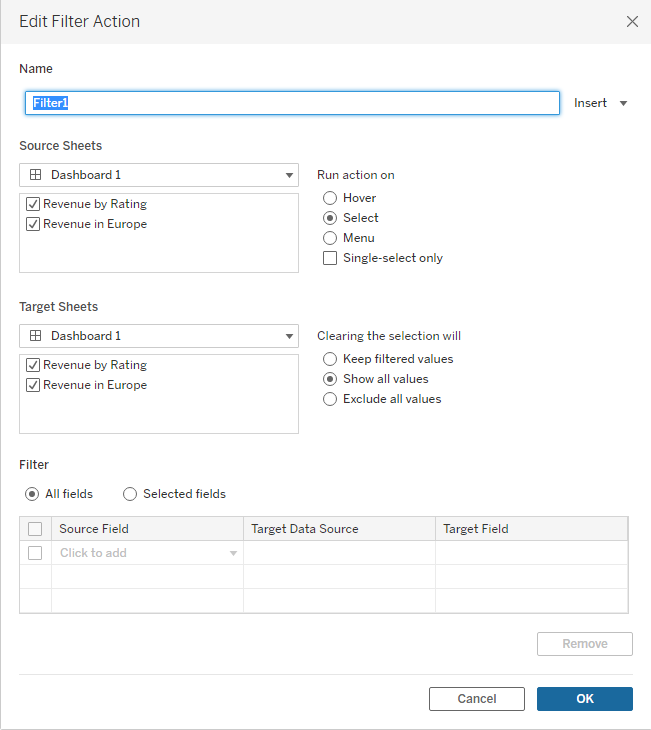 Edit Filter Action
Name
Filter1
Insert
Source Sheets
Dashboard 1
Run action on
Revenue by Rating
Hover
Revenue in Europe
Select
Menu
Single-select only
Target Sheets
Dashboard 1
Clearing the selection will
Revenue by Rating
Keep filtered values
Revenue in Europe
Show all values
Exclude all values
Filter
All fields
Selected fields
Source Field
Target Data Source
Target Field
Click to add
Remove
Cancel
OK